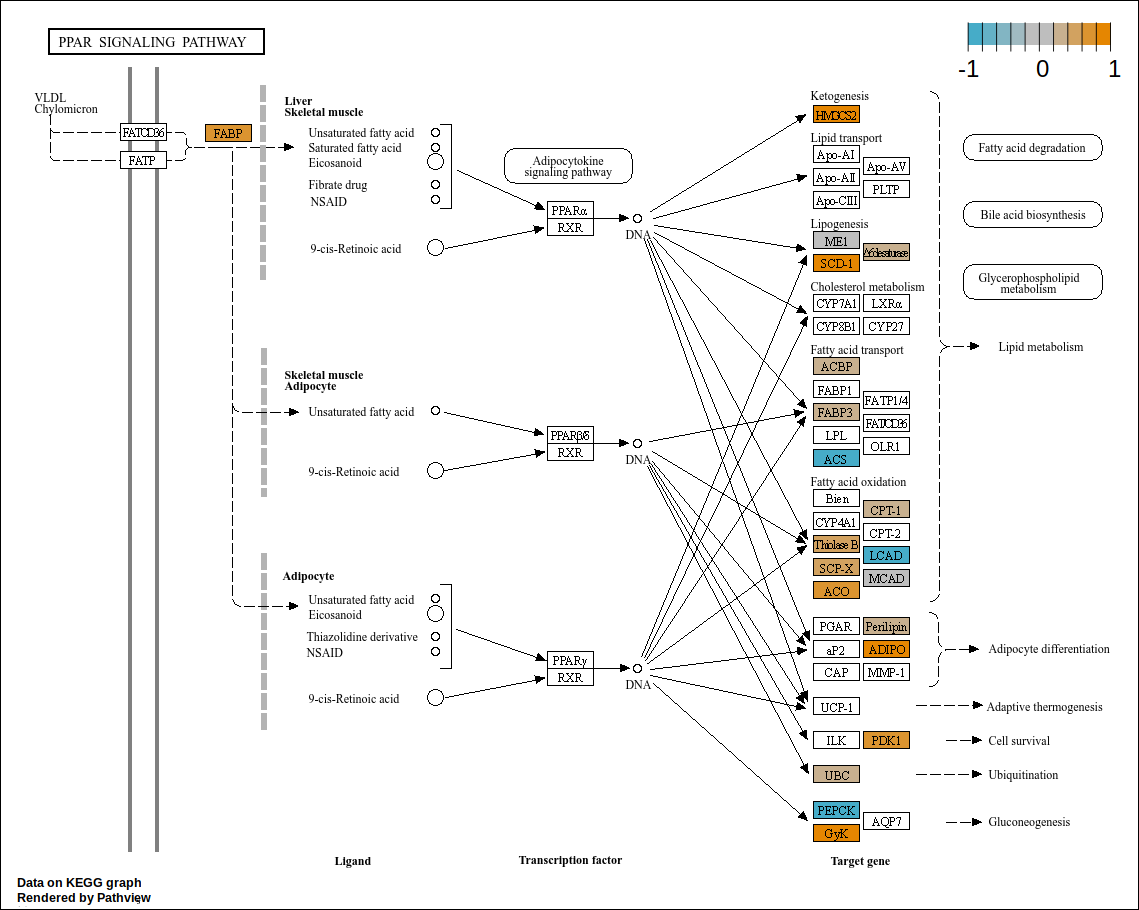 PPAR SIGNALING PATHWAY
-1 0 1
VLDL
Chylomicron
FAT/CD36
FATP
FABP
Liver
Skeletal muscle
Unsaturated fatty acid
Saturated fatty acid
Eicosanoid
Fibrate drug
NSAID
9-cis-Retinoic acid
Adipocytokine
signaling pathway
PPARα
RXR
DNA
Skeletal muscle
Adipocyte
Unsaturated fatty acid
9-cis-Retinoic acid
PPARβ/δ
RXR
DNA
Adipocyte
Unsaturated fatty acid
Eicosanoid
Thiazolidine derivative
NSAID
9-cis-Retinoic acid
PPARγ
RXR
DNA
Ketogenesis
HMGCS2
Lipid transport
Apo-AI
Apo-AII
Apo-CIII
Apo-AV
PLTP
Lipogenesis
ME1
SCD-1
Cholesterol metabolism
CYP7A1
LXRα
CYP8B1
CYP27
Fatty acid transport
ACBP
FABP1
FABP3
LPL
ACS
FATP1/4
FAT/CD36
OLR1
Fatty acid oxidation
Bien
CYP4A1
Thiolase B
SCP-X
ACO
CPT-1
CPT-2
LCAD
MCAD
PGAR
Perilipin
aP2
ADIPO
CAP
MMP-1
UCP-1
ILK
PDK1
UBC
PEPCK
GyK
AQP7
Fatty acid degradation
Bile acid biosynthesis
Glycerophospholipid
metabolism
Lipid metabolism
Adipocyte differentiation
Adaptive thermogenesis
Cell survival
Ubiquitination
Gluconeogenesis
Ligand
Transcription factor
Target gene
Data on KEGG graph
Rendered by Pathview